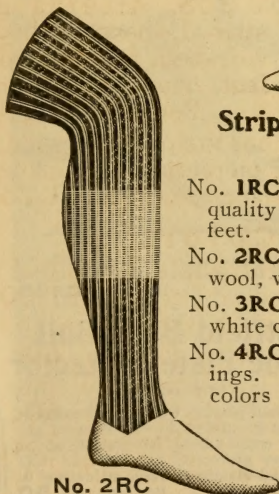 Strip
No. 1RC
quality
feet.
No. 2RC
wool, v
No. 3RC
white c
No. 4RC
ings.
colors
No. 2RC